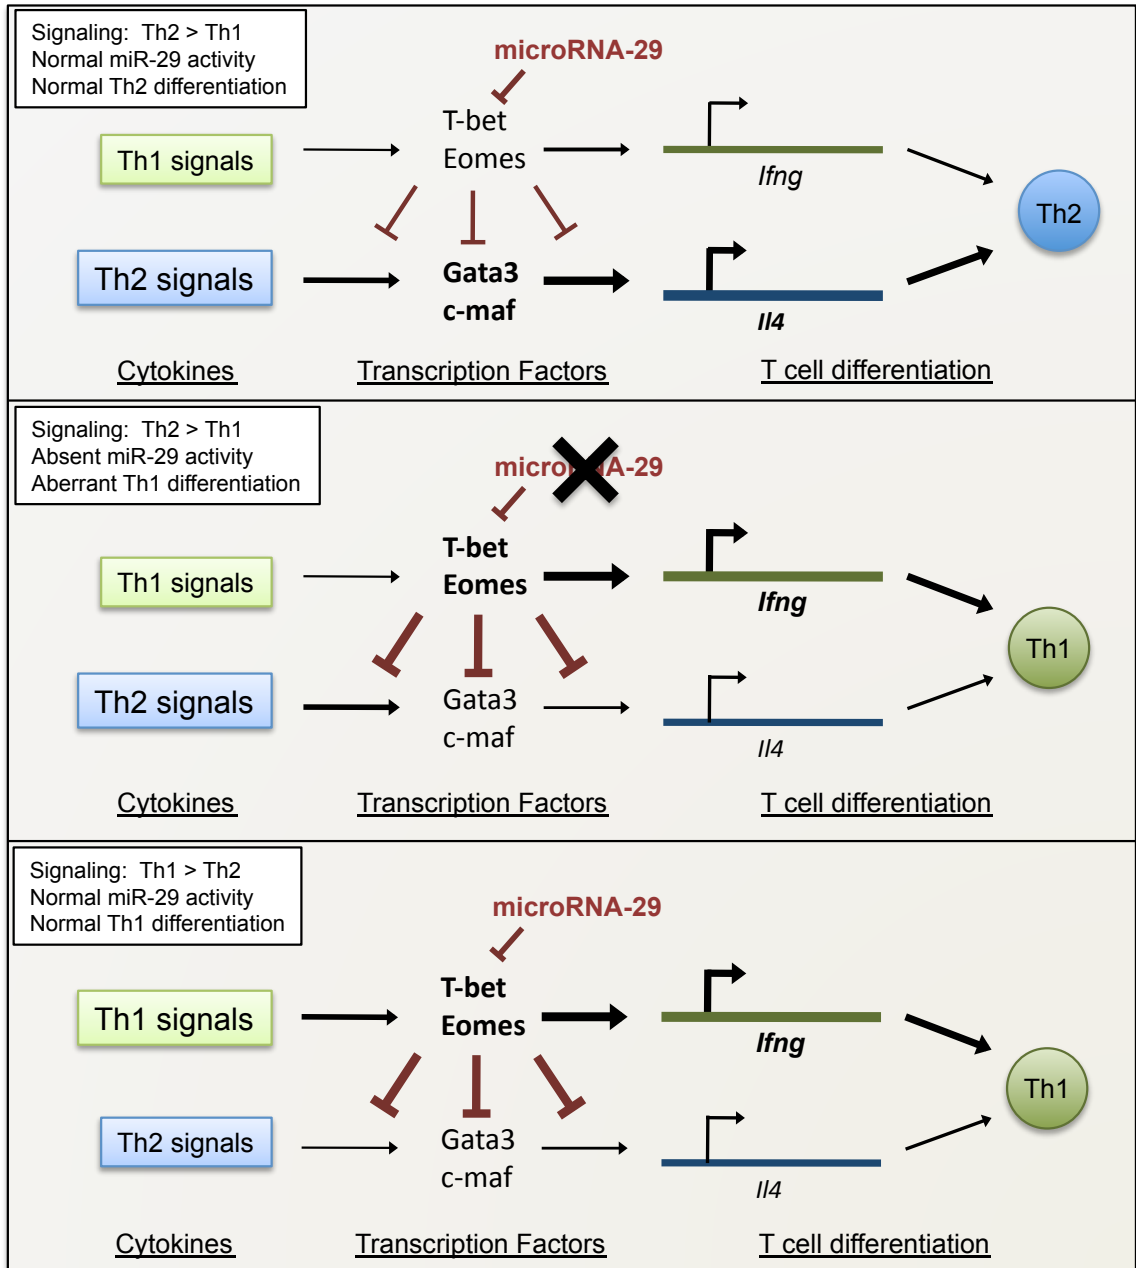 Signaling:  Th2 > Th1
Normal miR-29 activity
Normal Th2 differentiation
microRNA-29
T-bet
Eomes
Th1 signals
Ifng
Th2
Th2 signals
Gata3
c-maf
Il4
Cytokines
Transcription Factors
T cell differentiation
Signaling:  Th2 > Th1
Absent miR-29 activity
Aberrant Th1 differentiation
microRNA-29
T-bet
Eomes
Th1 signals
Ifng
Th1
Th2 signals
Gata3
c-maf
Il4
Cytokines
Transcription Factors
T cell differentiation
Signaling:  Th1 > Th2
Normal miR-29 activity
Normal Th1 differentiation
microRNA-29
T-bet
Eomes
Th1 signals
Ifng
Th1
Th2 signals
Gata3
c-maf
Il4
Cytokines
Transcription Factors
T cell differentiation